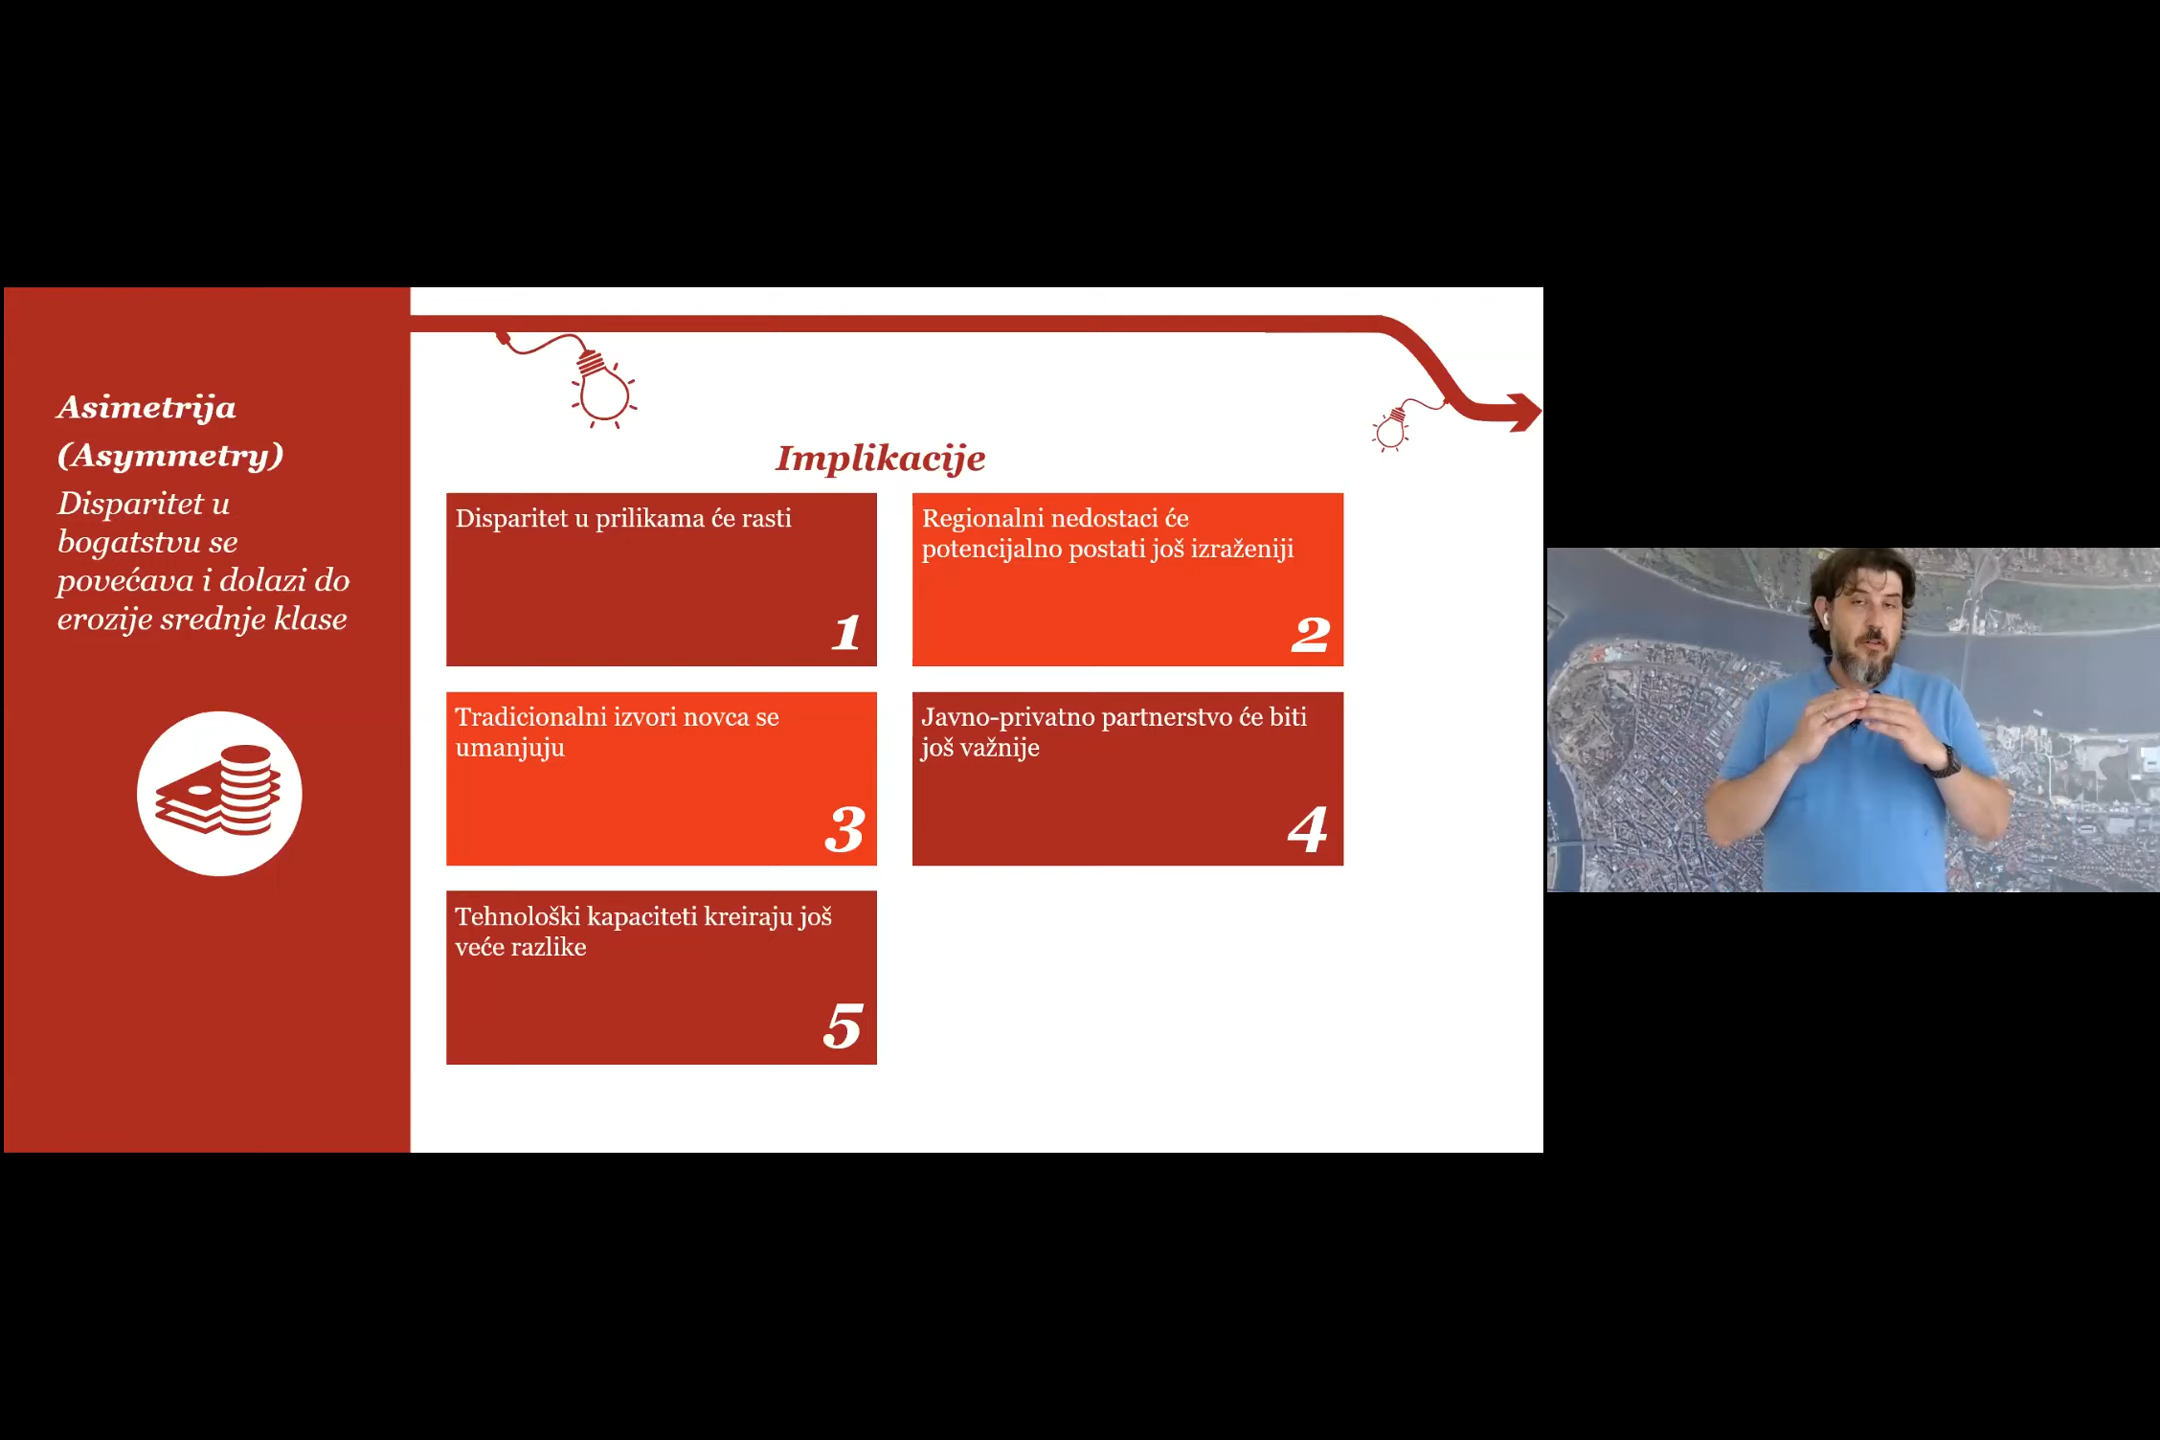 Asimetrija
(Asymmetry)
Disparitet u
bogatstvu se
povećava i dolazi do
erozije srednje klase
Implikacije
Disparitet u prilikama će rasti
1
Regionalni nedostaci će
potencijalno postati još izraženiji
2
Tradicionalni izvori novca se
umanjuju
3
Javno-privatno partnerstvo će biti
još važnije
4
Tehnološki kapaciteti kreiraju još
veće razlike
5